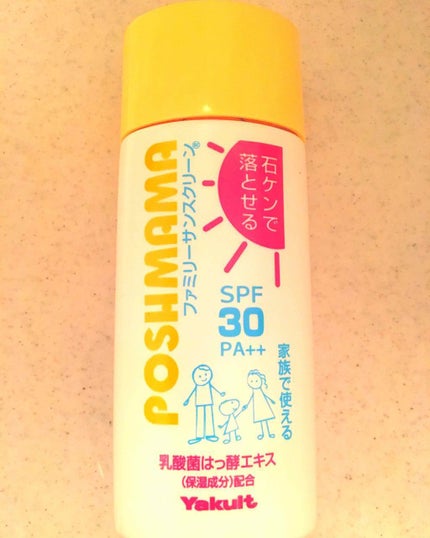 POSHMAMA
ファミリーサンスクリーン®
石ケンで
落とせる
SPF
30
PA++
家族で使える
乳酸菌はっ酵エキス
(保湿成分)配合
Yakult